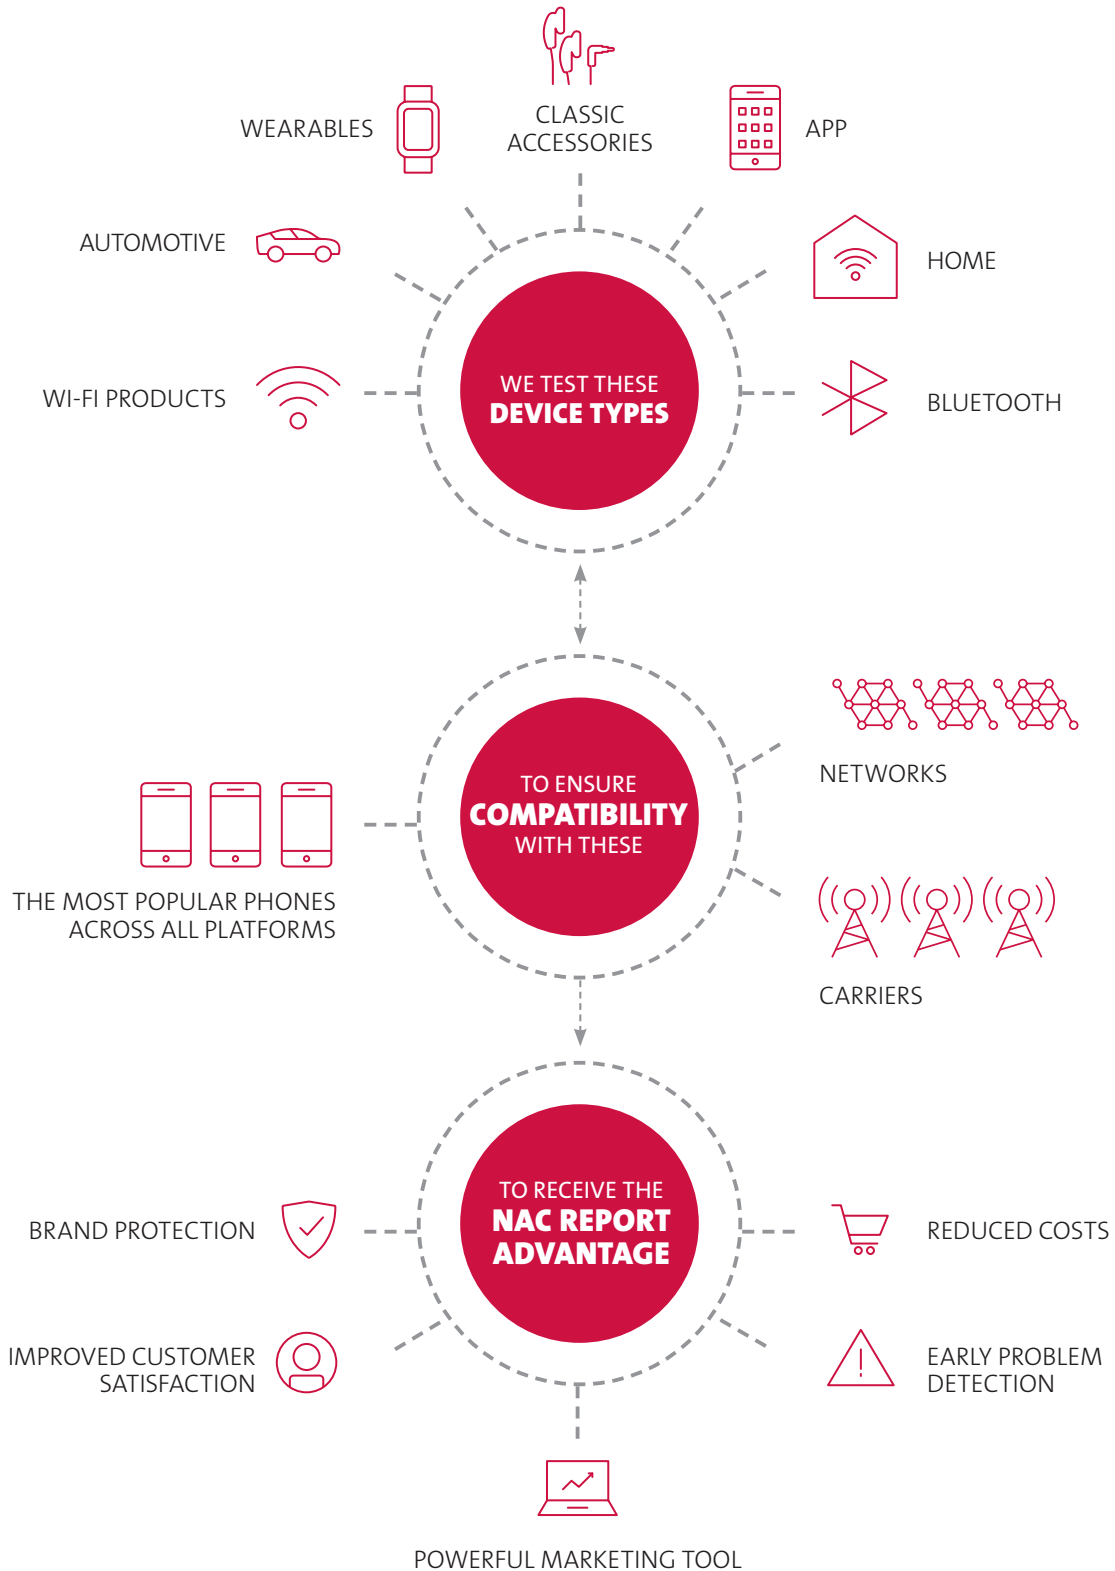 CLASSIC
ACCESSORIES
WEARABLES
APP
AUTOMOTIVE
HOME
WI-FI PRODUCTS
BLUETOOTH
WE TEST THESE
DEVICE TYPES
TO ENSURE
COMPATIBILITY
WITH THESE
NETWORKS
THE MOST POPULAR PHONES
ACROSS ALL PLATFORMS
CARRIERS
TO RECEIVE THE
NAC REPORT
ADVANTAGE
BRAND PROTECTION
REDUCED COSTS
IMPROVED CUSTOMER
SATISFACTION
EARLY PROBLEM
DETECTION
POWERFUL MARKETING TOOL